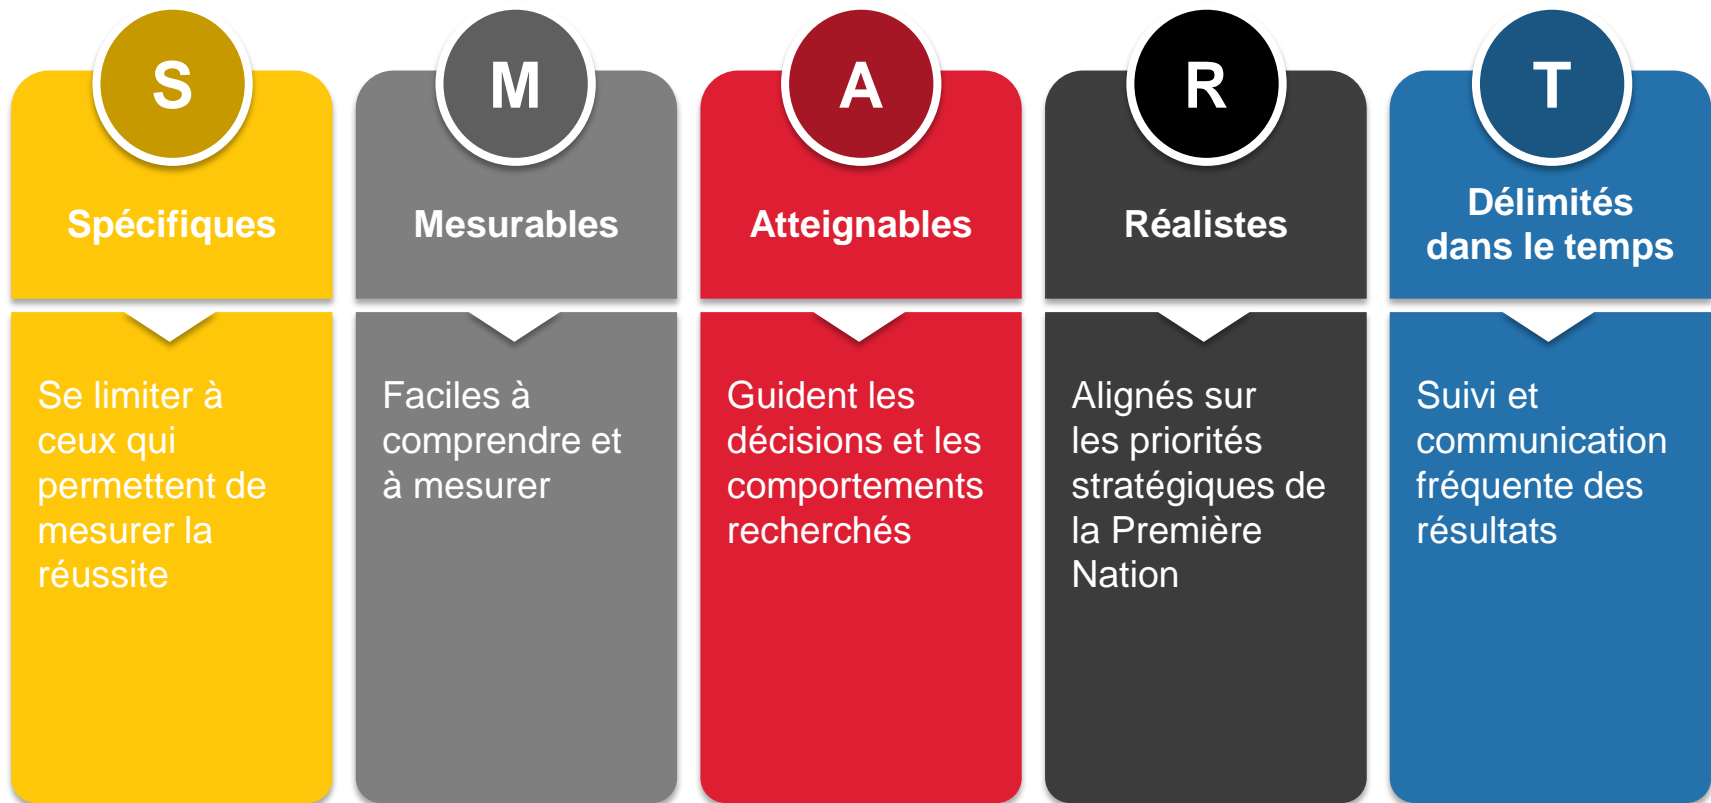 S
Spécifiques
Se limiter à
ceux qui
permettent de
mesurer la
réussite
M
Mesurables
Faciles à
comprendre et
à mesurer
A
Atteignables
Guident les
décisions et les
comportements
recherchés
R
Réalistes
Alignés sur
les priorités
stratégiques de
la Première
Nation
T
Délimités
dans le temps
Suivi et
communication
fréquente des
résultats